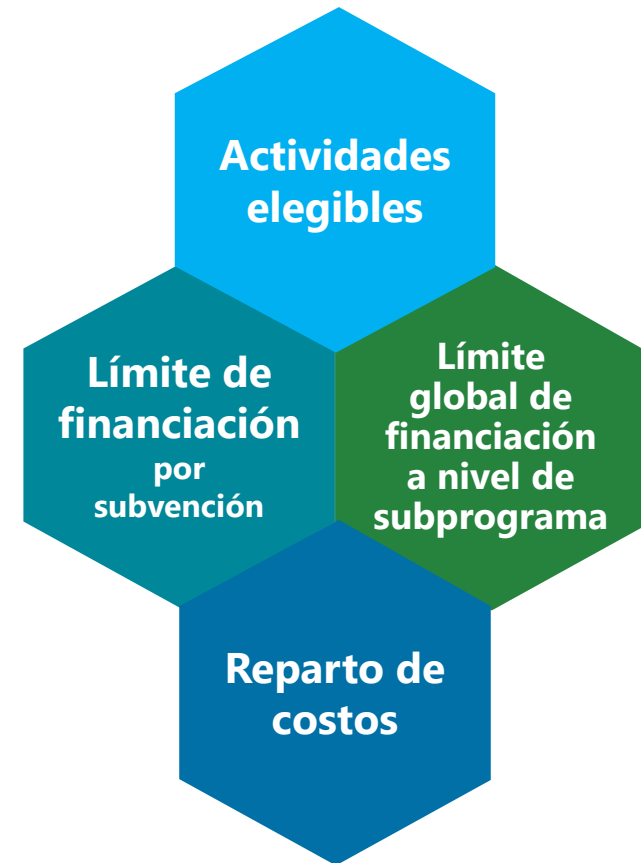 Actividades
elegibles
Límite de
financiación
por
subvención
Límite
global de
financiación
a nivel de
subprograma
Reparto de
costos